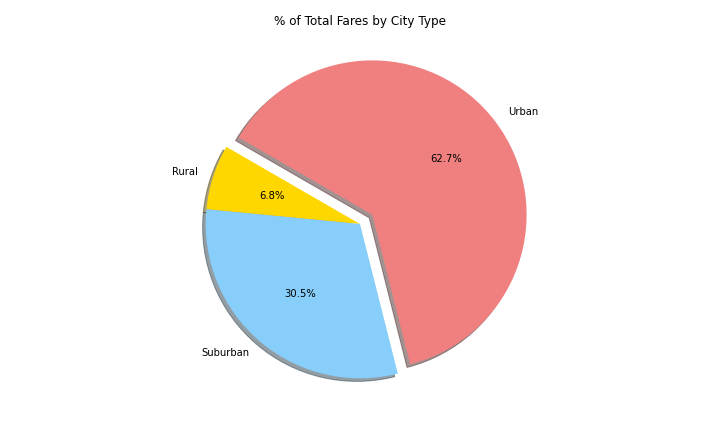 % of Total Fares by City Type
Urban
62.7%
Rural
6.8%
30.5%
Suburban